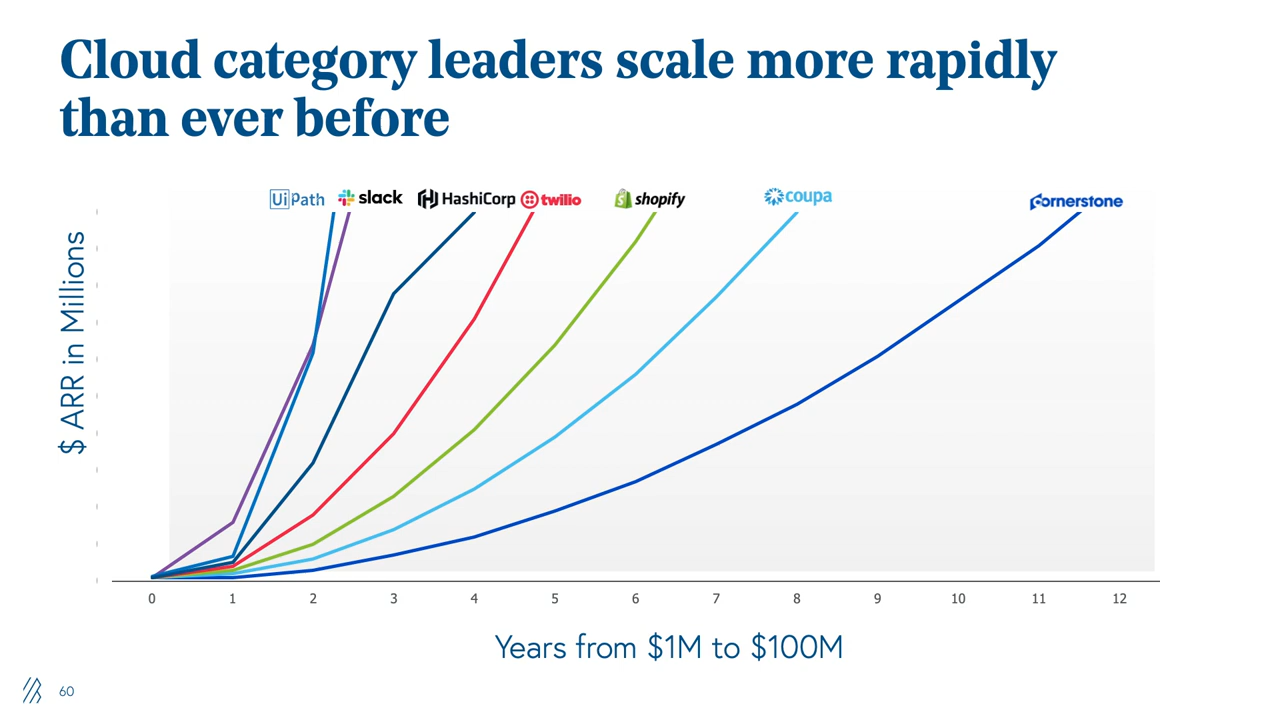 Cloud category leaders scale more rapidly
than ever before
UiPath slack HashiCorp twilio shopify coupa cornerstone
$ ARR in Millions
0 1 2 3 4 5 6 7 8 9 10 11 12
Years from $1M to $100M
60